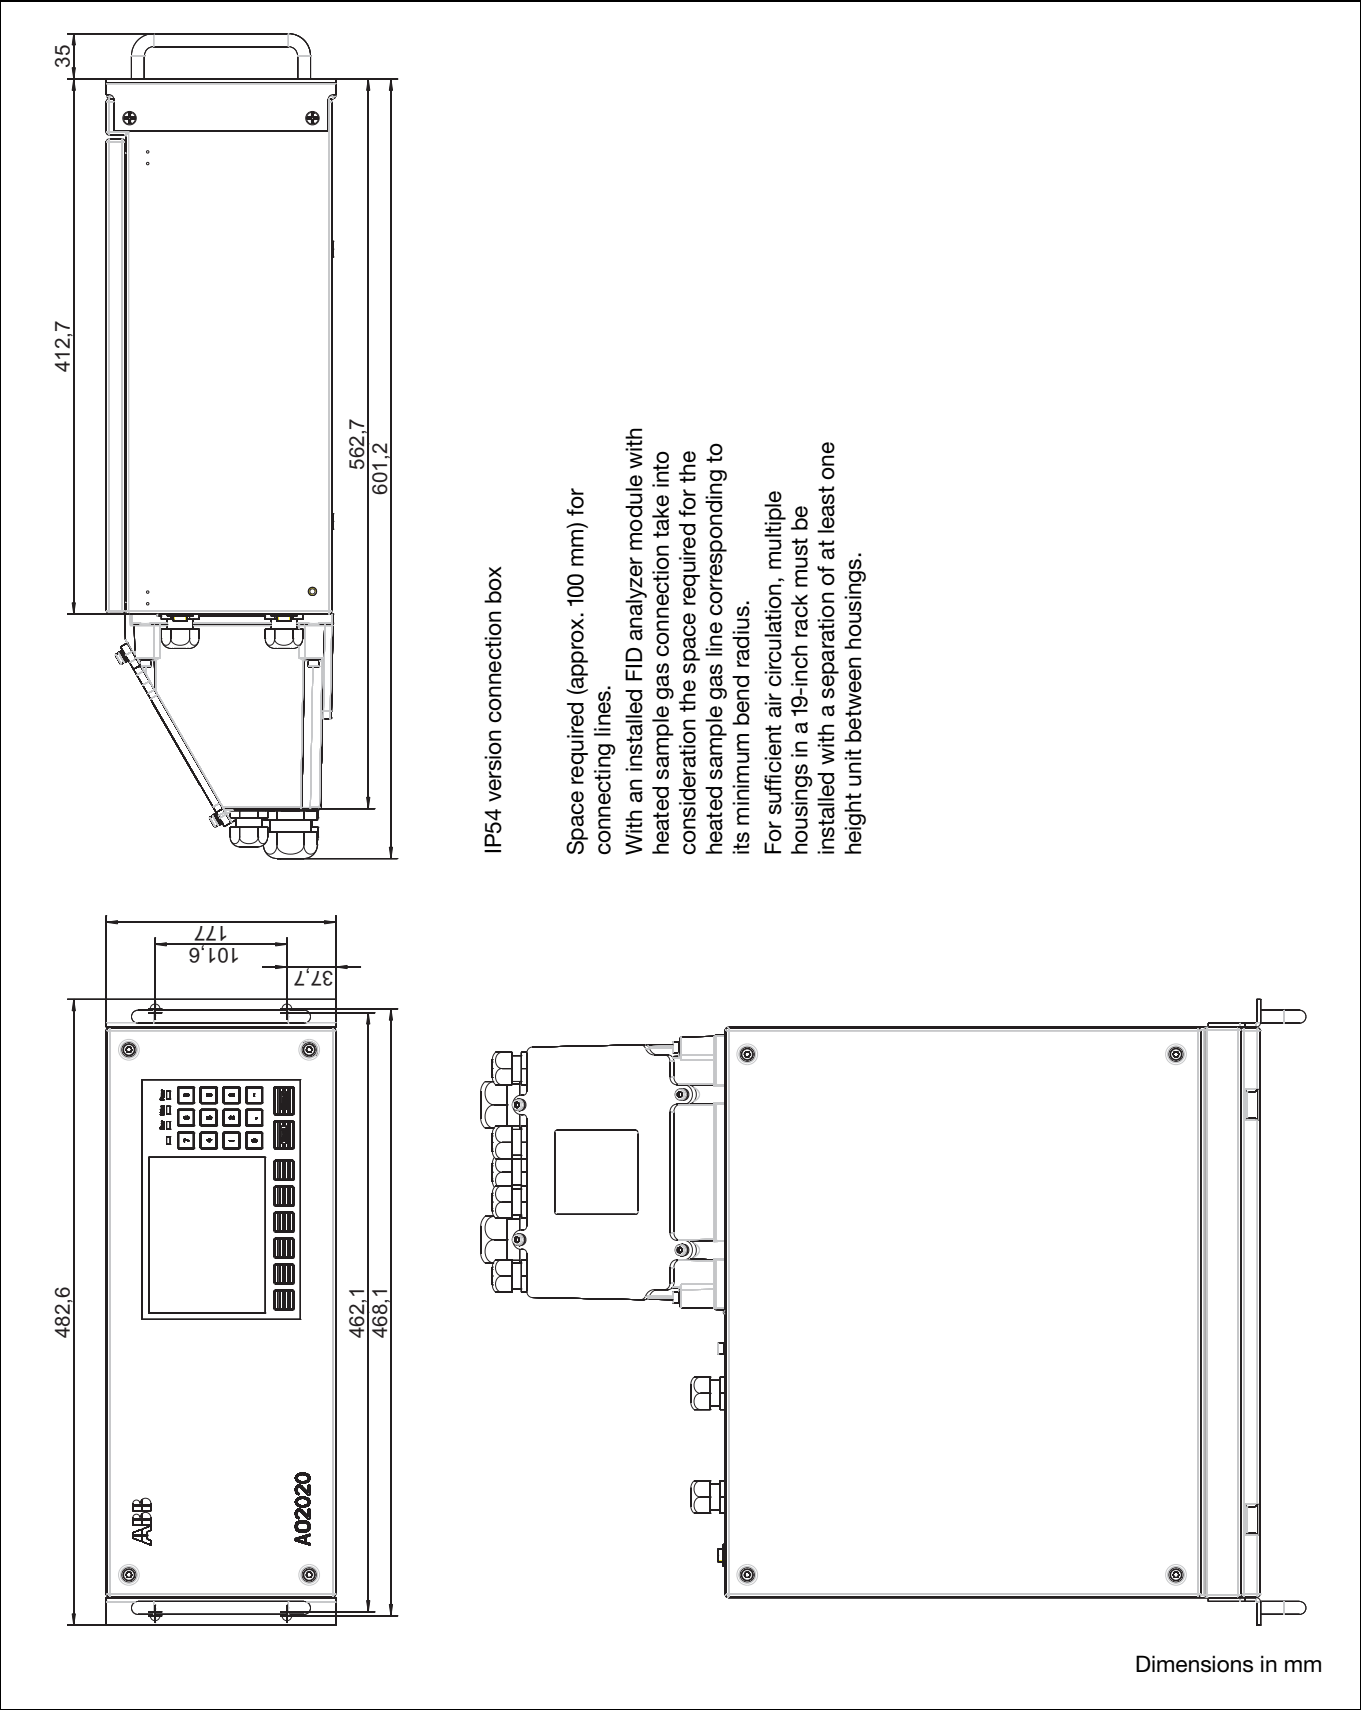 35
412,7
562,7
601,2
IP54 version connection box
Space required (approx. 100 mm) for
connecting lines.
With an installed FID analyzer module with
heated sample gas connection take into
consideration the space required for the
heated sample gas line corresponding to
its minimum bend radius.
For sufficient air circulation, multiple
housings in a 19-inch rack must be
installed with a separation of at least one
height unit between housings.
177
101,6
37,7
482,6
462,1
468,1
ABB
AO2020
Dimensions in mm